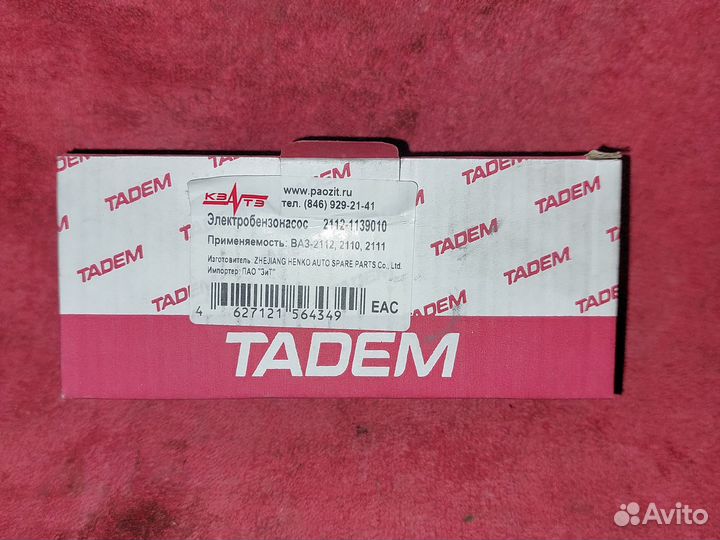 TADEM
TADEM
TADEM
TADEM
TADEM
КЗАТЭ
www.paozit.ru
тел. (846) 929-21-41
Электробензонасос 2112-1139010
Применяемость: ВАЗ-2112, 2110, 2111
Изготовитель: ZHEJIANG HENKO AUTO SPARE PARTS Co., Ltd.
Импортер: ПАО "ЗиТ"
4 627121 564349
EAC
TADEM
TADEM
TADEM
TADEM
TADEM
Avito